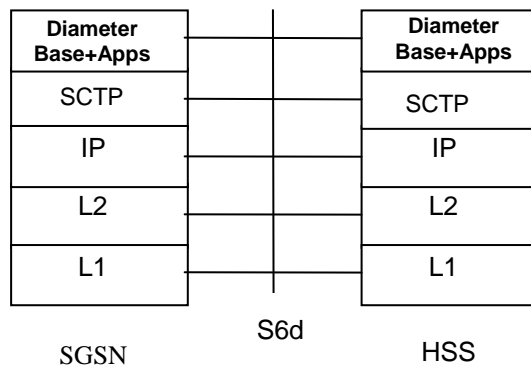 Diameter
Base+Apps
SCTP
IP
L2
L1
SGSN
S6d
Diameter
Base+Apps
SCTP
IP
L2
L1
HSS